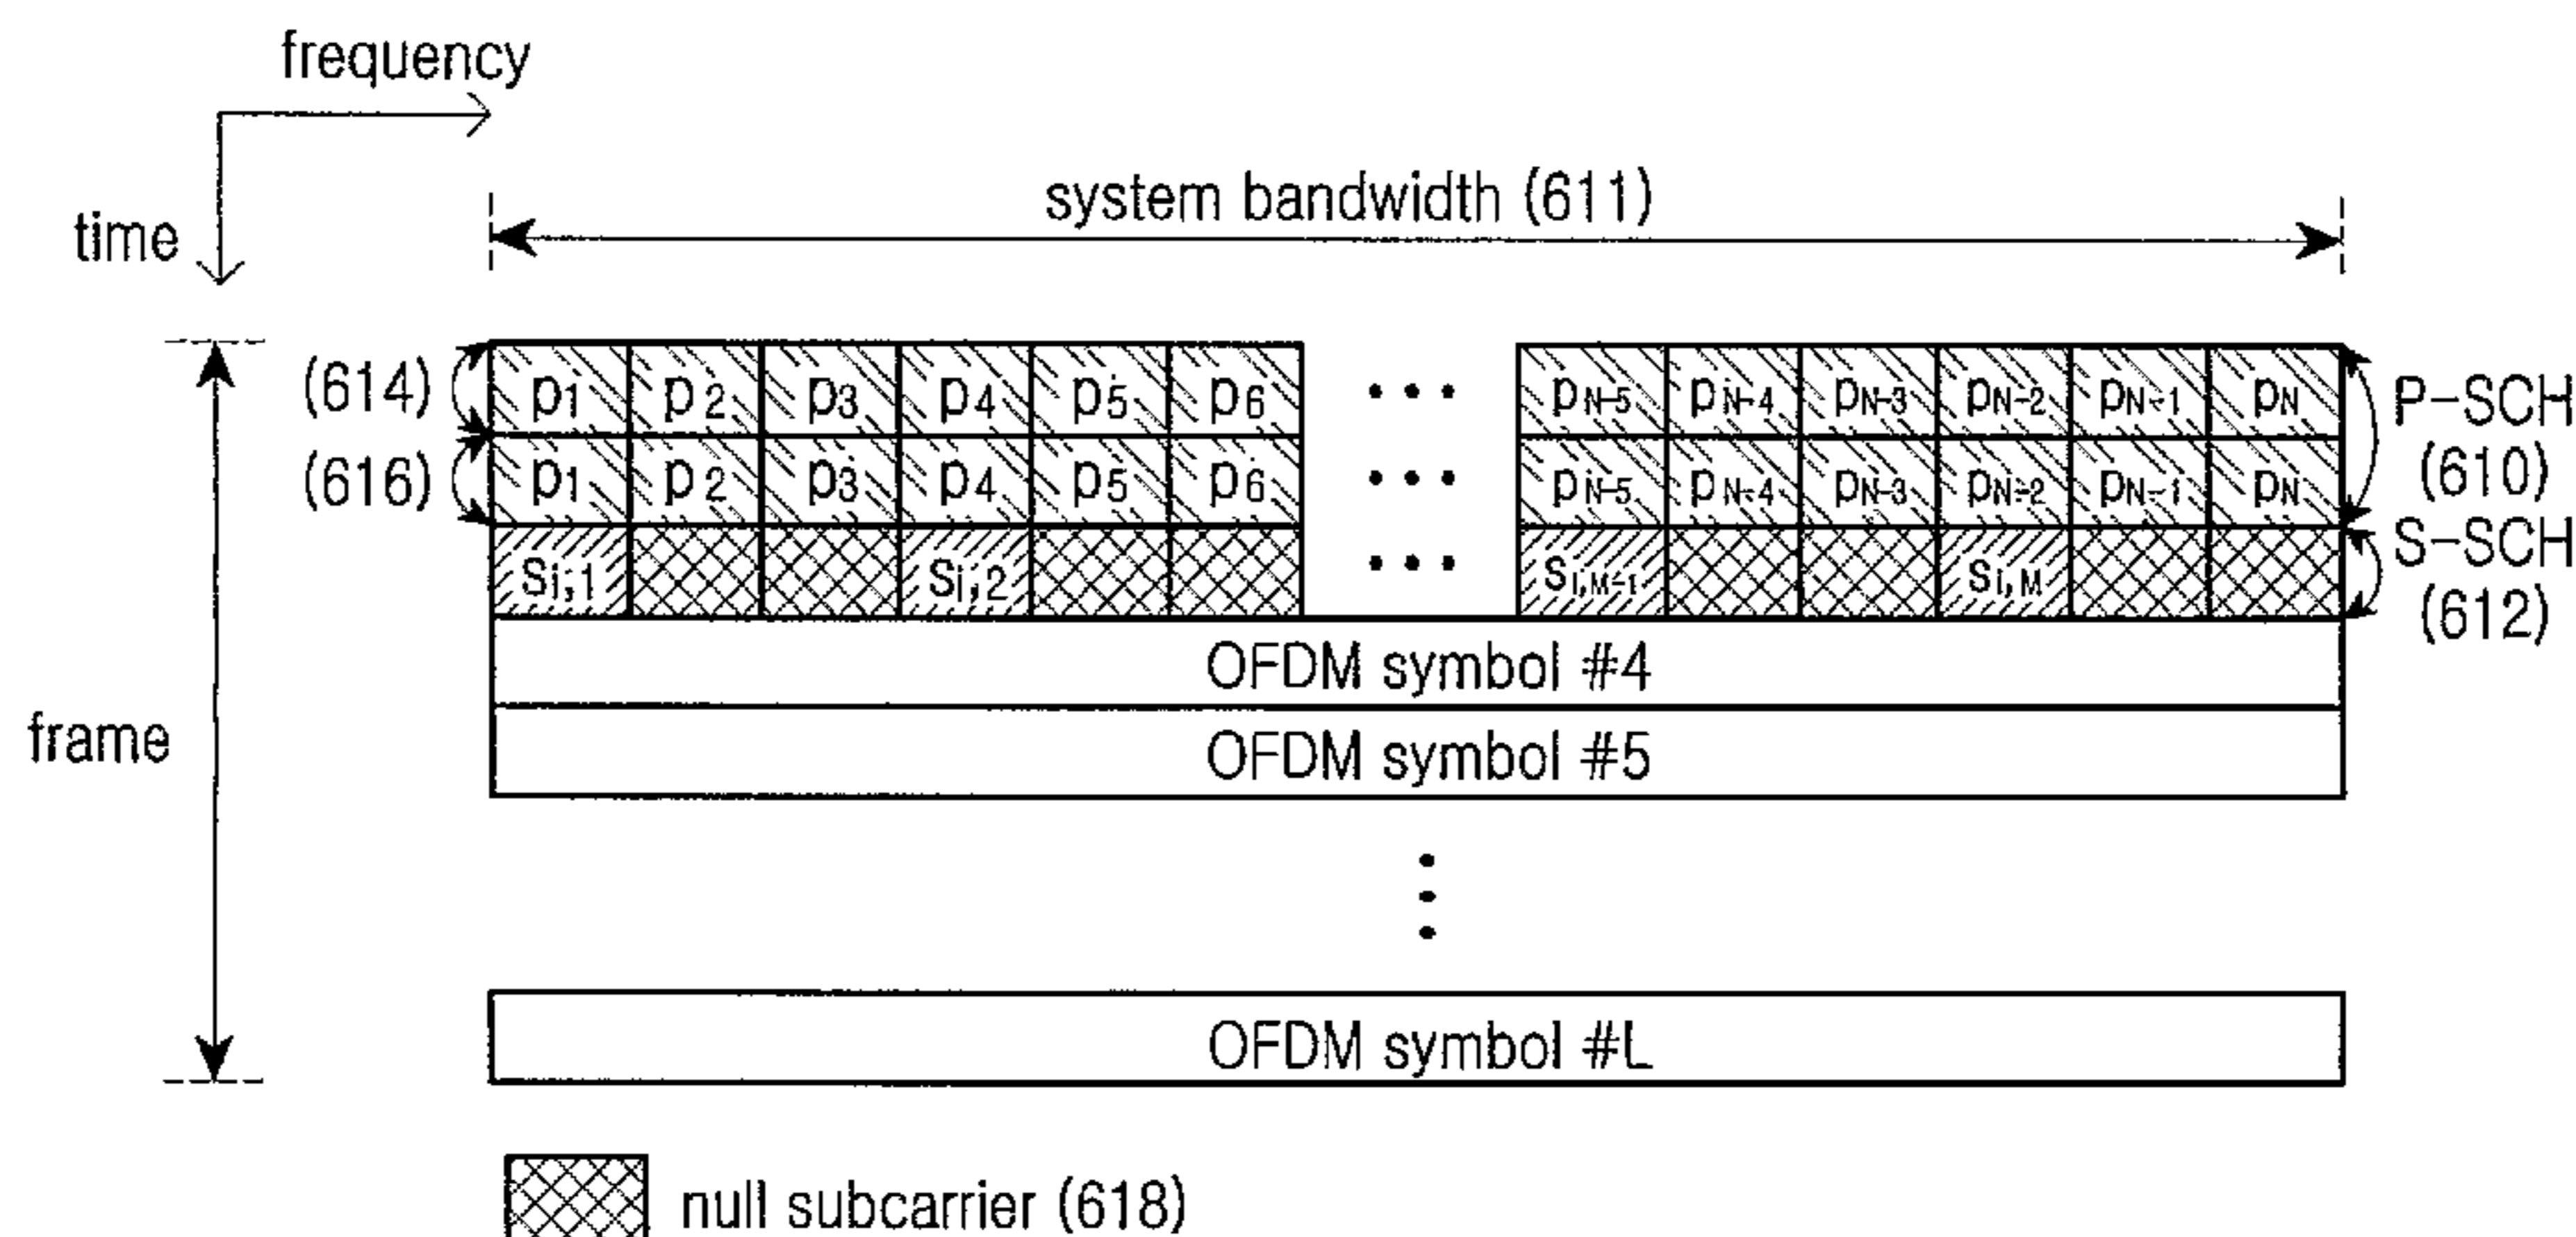 frequency
time
system bandwidth (611)
(614) p1 p2 p3 p4 p5 p6 ... pN-5 pN-4 pN-3 pN-2 pN-1 pN P-SCH
(616) p1 p2 p3 p4 p5 p6 ... pN-5 pN-4 pN-3 pN-2 pN-1 pN (610)
Si,1 Si,2 ... Si,M-1 Si,M S-SCH
(612)
OFDM symbol #4
frame
OFDM symbol #5
OFDM symbol #L
null subcarrier (618)